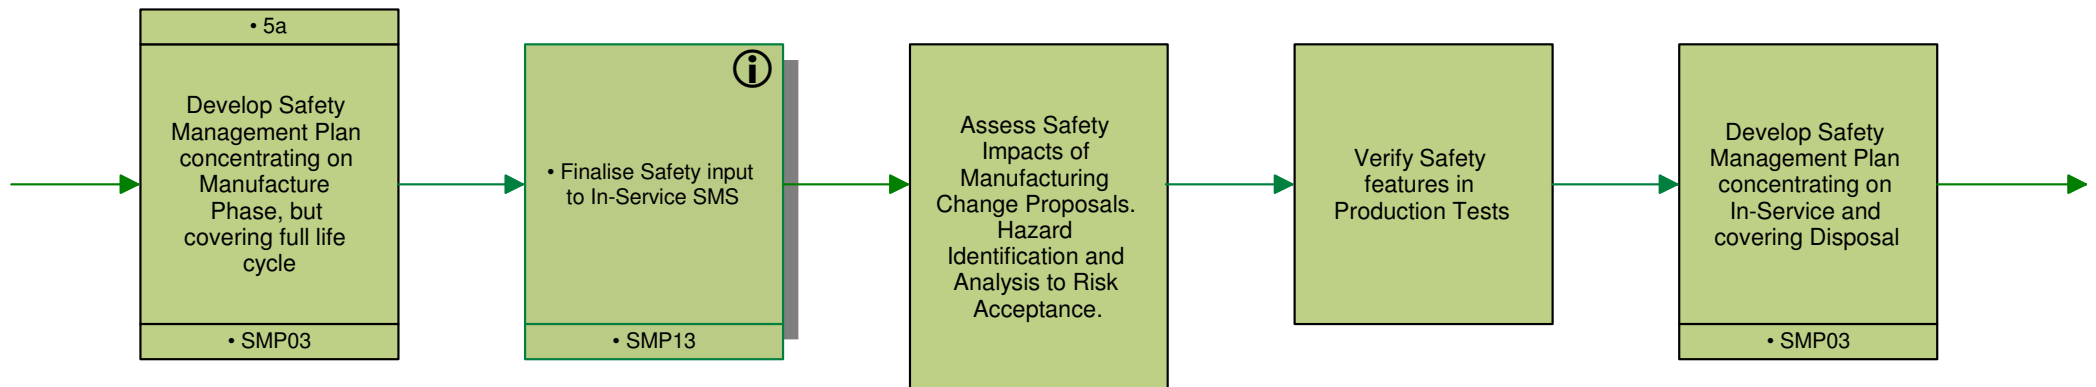 • 5a
Develop Safety
Management Plan
concentrating on
Manufacture
Phase, but
covering full life
cycle
• SMP03
• Finalise Safety input
to In-Service SMS
• SMP13
Assess Safety
Impacts of
Manufacturing
Change Proposals.
Hazard
Identification and
Analysis to Risk
Acceptance.
Verify Safety
features in
Production Tests
Develop Safety
Management Plan
concentrating on
In-Service and
covering Disposal
• SMP03